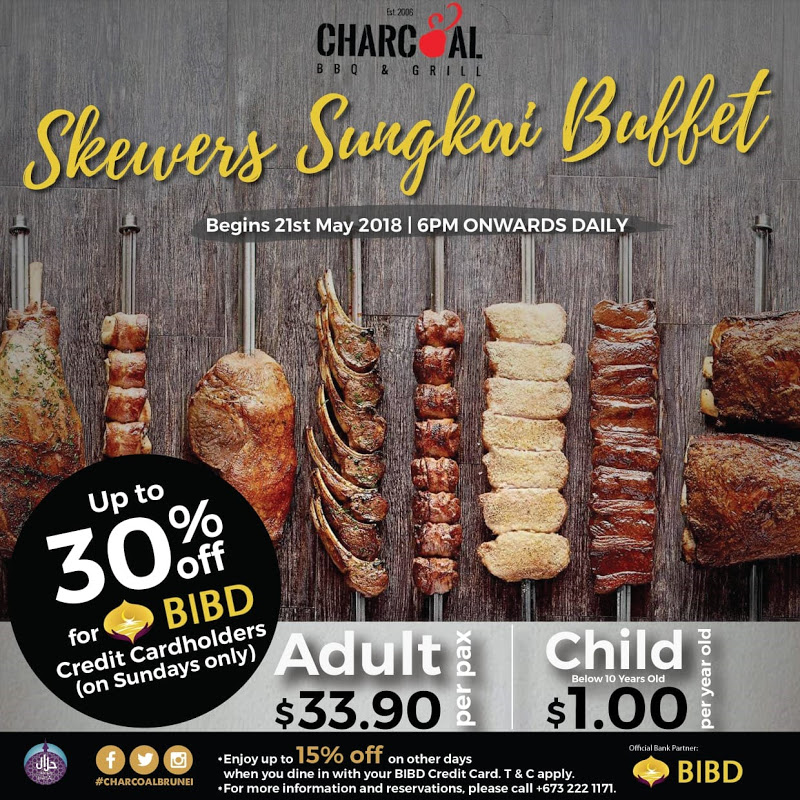 Est. 2006
CHARCOAL
BBQ & GRILL
Skewers Sungkai Buffet
Begins 21st May 2018 | 6PM ONWARDS DAILY
Up to
30% off
for BIBD
Credit Cardholders
(on Sundays only)
Adult
$33.90
per pax
Child
Below 10 Years Old
$1.00
per year old
حلال
#CHARCOALBRUNEI
•Enjoy up to 15% off on other days
when you dine in with your BIBD Credit Card. T & C apply.
•For more information and reservations, please call +673 222 1171.
Official Bank Partner:
BIBD